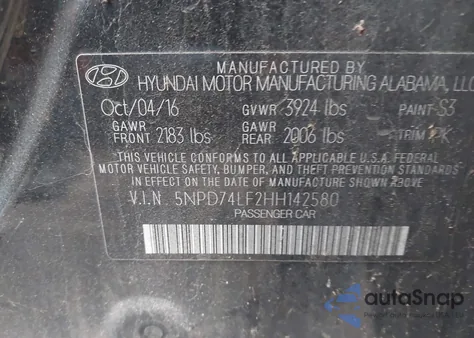 MANUFACTURED BY
HYUNDAI MOTOR MANUFACTURING ALABAMA, LLC
Oct/04/16 GVWR 3924 lbs PAINT S3
GAWR FRONT 2183 lbs GAWR REAR 2006 lbs TRIM
THIS VEHICLE CONFORMS TO ALL APPLICABLE U.S.A. FEDERAL
MOTOR VEHICLE SAFETY, BUMPER, AND THEFT PREVENTION STANDARDS
IN EFFECT ON THE DATE OF MANUFACTURE SHOWN ABOVE
V.I.N 5NPD74LF2HH142580
PASSENGER CAR
autoSnap